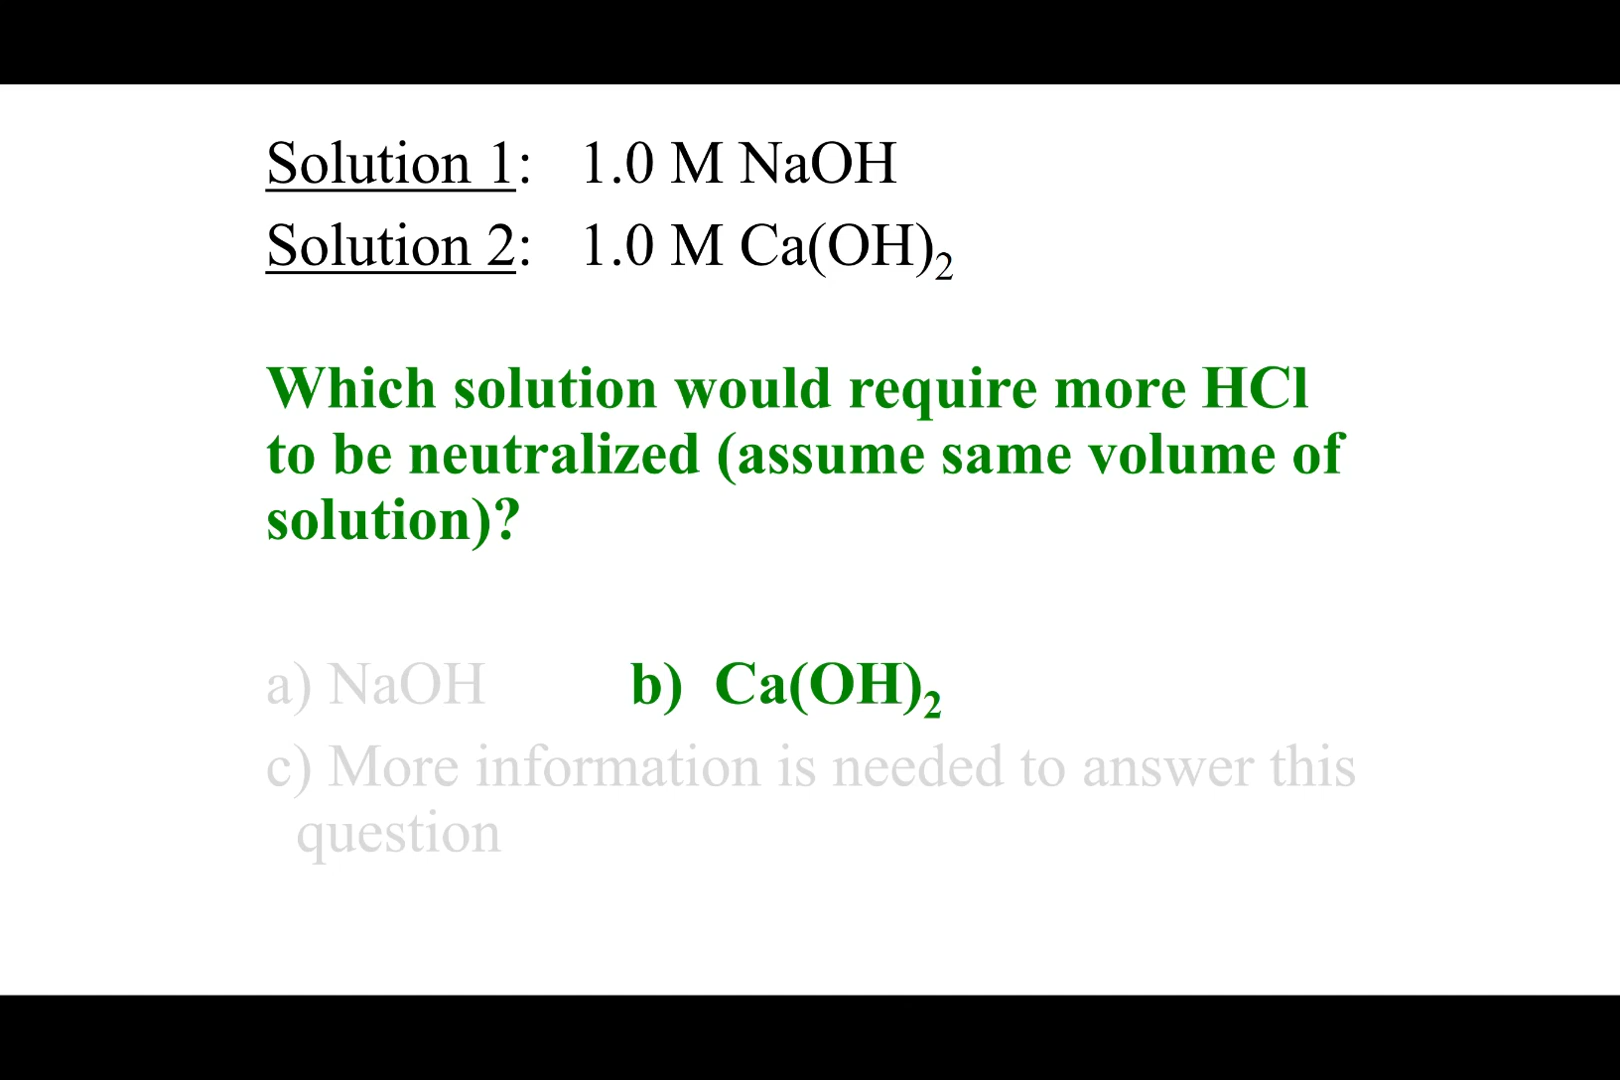 Solution 1: 1.0 M NaOH
Solution 2: 1.0 M Ca(OH)₂
Which solution would require more HCl
to be neutralized (assume same volume of
solution)?
a) NaOH b) Ca(OH)₂
c) More information is needed to answer this
question